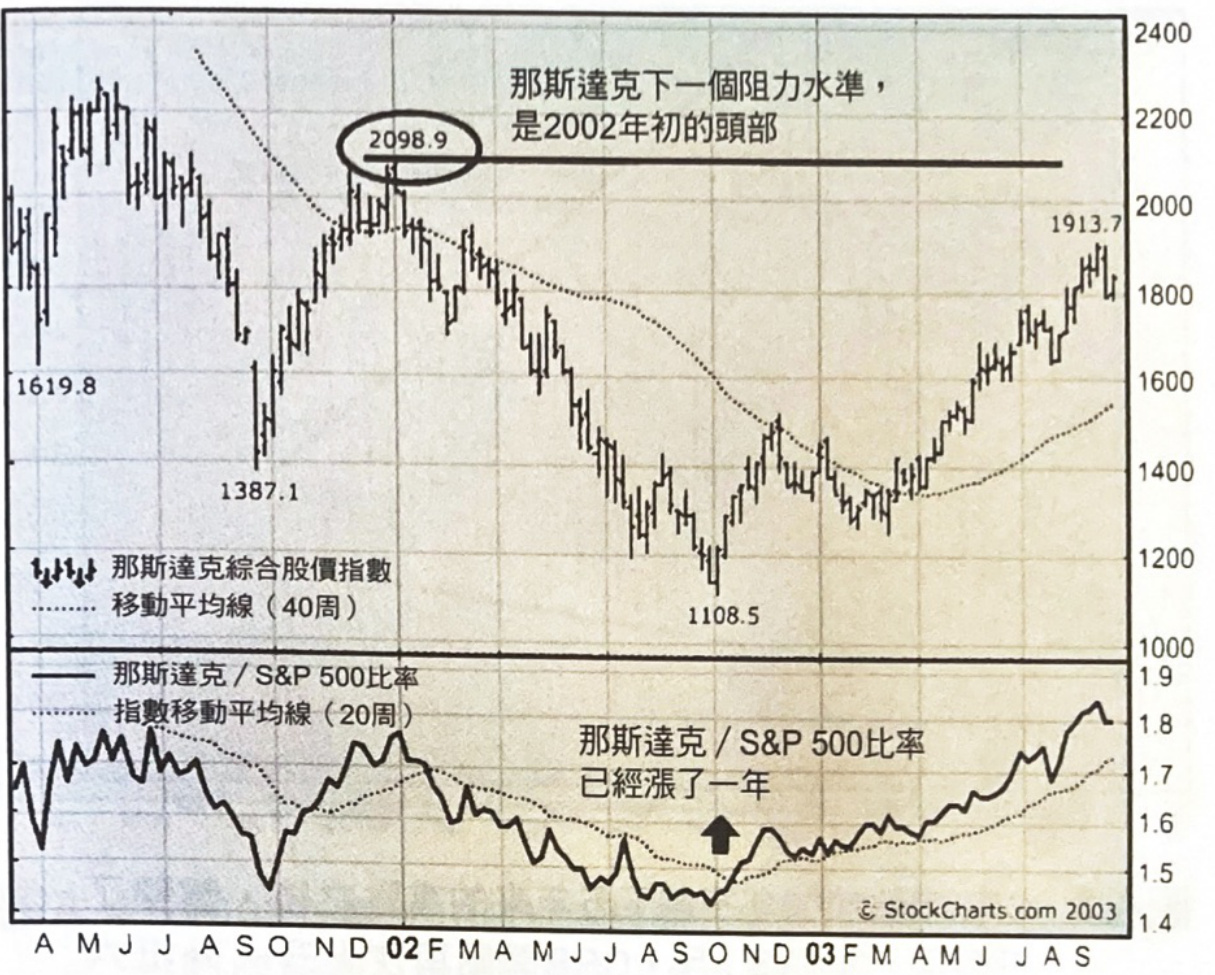 2400
那斯達克下一個阻力水準，
是2002年初的頭部
2200
2098.9
2000
1913.7
1800
1619.8
1600
1400
1387.1
1200
那斯達克綜合股價指數
移動平均線（40周）
1108.5
1000
那斯達克 / S&P 500比率
1.9
指數移動平均線（20周）
1.8
那斯達克 / S&P 500比率
已經漲了一年
1.7
1.6
1.5
© StockCharts.com 2003
1.4
A M J J A S O N D 02 F M A M J J A S O N D 03 F M A M J J A S